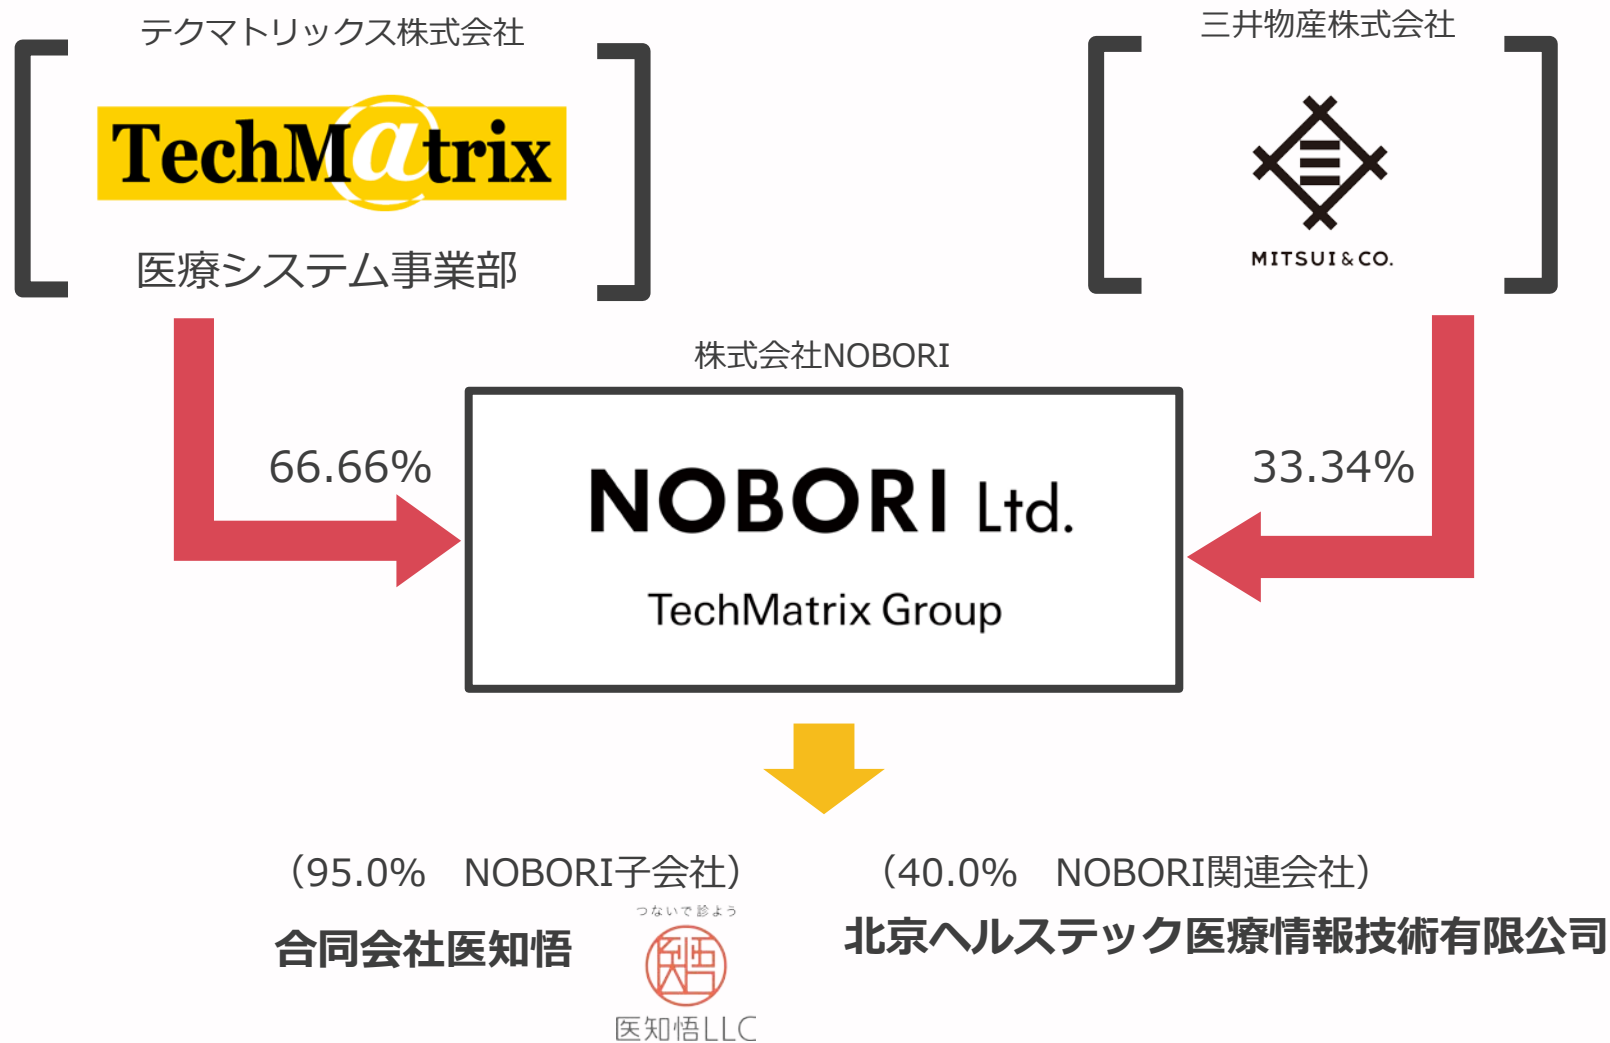 テクマトリックス株式会社
TechM@trix
医療システム事業部
三井物産株式会社
MITSUI & CO.
株式会社NOBORI
66.66%
33.34%
NOBORI Ltd.
TechMatrix Group
（95.0%　NOBORI子会社）
つないで診よう
合同会社医知悟
医知悟LLC
（40.0%　NOBORI関連会社）
北京ヘルステック医療情報技術有限公司